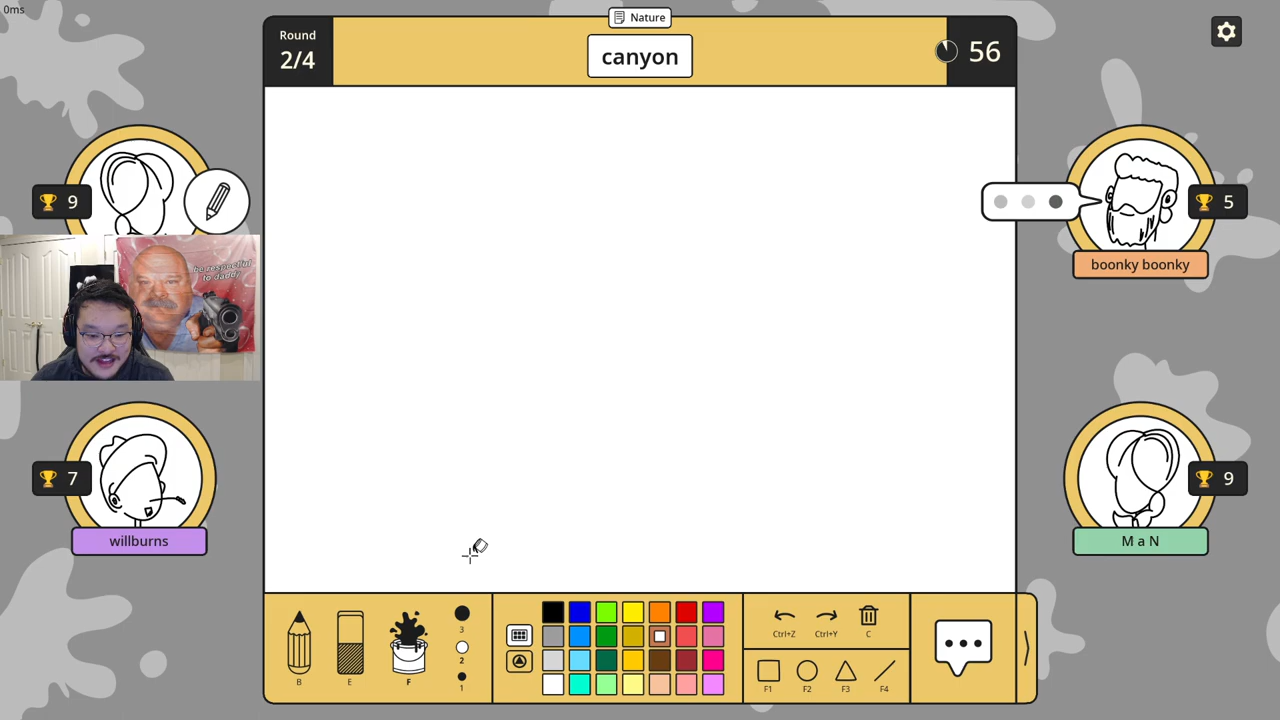 0ms
Nature
Round
2/4
canyon
56
9
5
be respectful
to daddy
boonky boonky
7
9
willburns
M a N
3
2
1
B
E
F
Ctrl+Z
Ctrl+Y
C
F1
F2
F3
F4